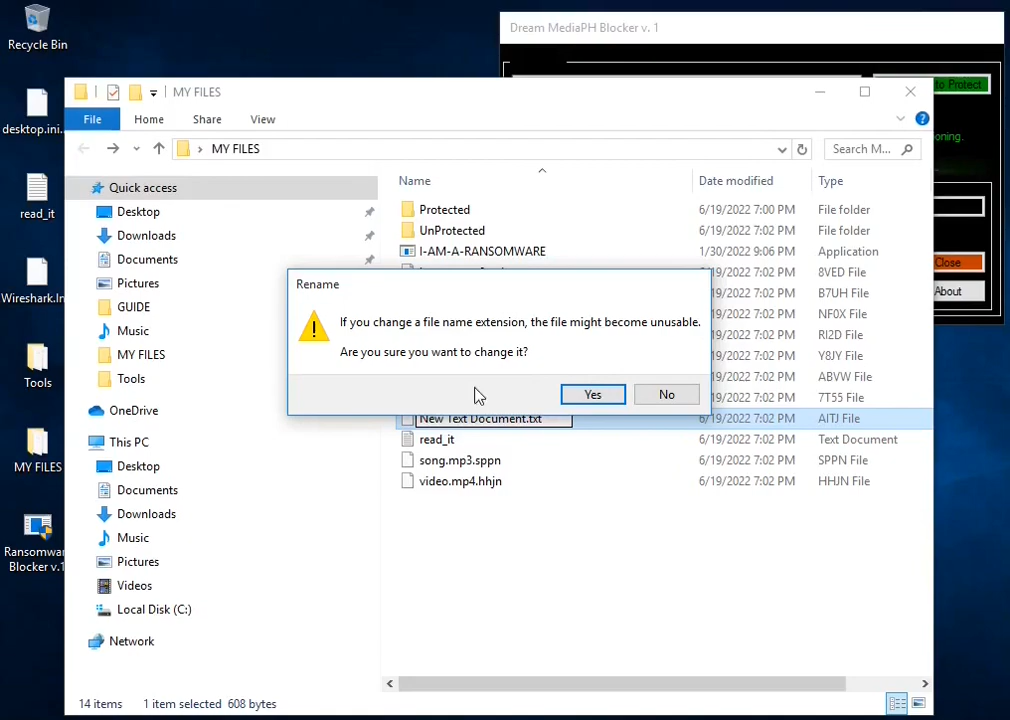 Recycle Bin
desktop.ini...
read_it
Tools
MY FILES
Dream MediaPH Blocker v. 1
to Protect
Close
About
MY FILES
File
Home
Share
View
MY FILES
Search M...
Quick access
Desktop
Downloads
Documents
Pictures
GUIDE
Music
MY FILES
Tools
OneDrive
This PC
Desktop
Documents
Downloads
Music
Pictures
Videos
Local Disk (C:)
Network
Name
Date modified
Type
Protected 6/19/2022 7:00 PM File folder
UnProtected 6/19/2022 7:00 PM File folder
I-AM-A-RANSOMWARE 1/30/2022 9:06 PM Application
6/19/2022 7:02 PM 8VED File
6/19/2022 7:02 PM B7UH File
6/19/2022 7:02 PM NF0X File
6/19/2022 7:02 PM RI2D File
6/19/2022 7:02 PM Y8JY File
6/19/2022 7:02 PM ABVW File
6/19/2022 7:02 PM 7T55 File
New Text Document.txt 6/19/2022 7:02 PM AITJ File
read_it 6/19/2022 7:02 PM Text Document
song.mp3.sppn 6/19/2022 7:02 PM SPPN File
video.mp4.hhjn 6/19/2022 7:02 PM HHJN File
Rename
If you change a file name extension, the file might become unusable.
Are you sure you want to change it?
Yes
No
Ransomware
Blocker v.1
14 items
1 item selected 608 bytes